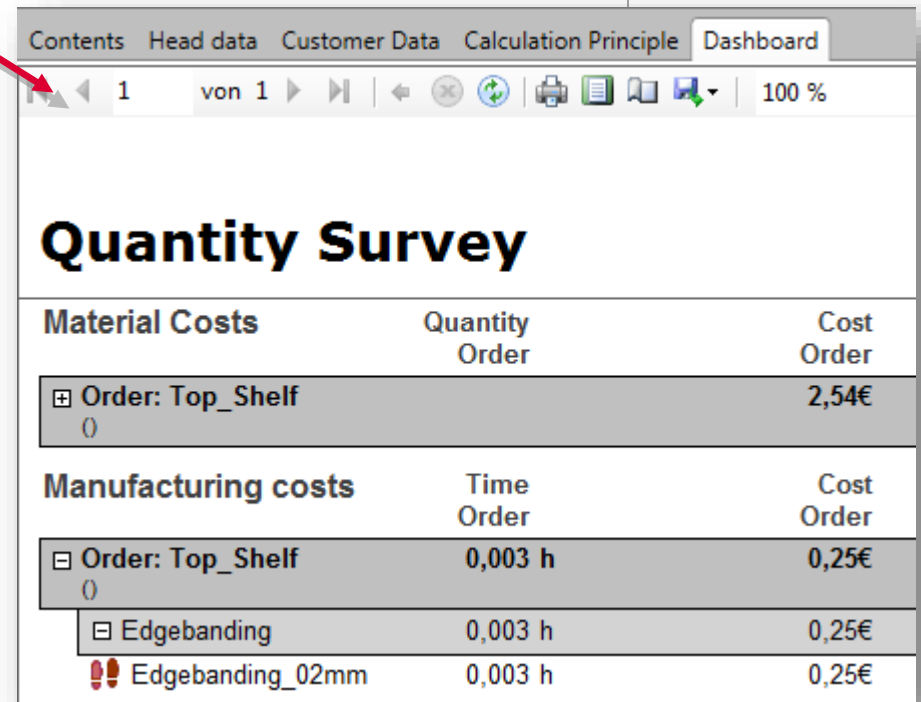 Contents Head data Customer Data Calculation Principle Dashboard
1 von 1 100 %
Quantity Survey
Material Costs Quantity Order Cost Order
Order: Top_Shelf 2,54€
()
Manufacturing costs Time Order Cost Order
Order: Top_Shelf 0,003 h 0,25€
()
Edgebanding 0,003 h 0,25€
Edgebanding_02mm 0,003 h 0,25€